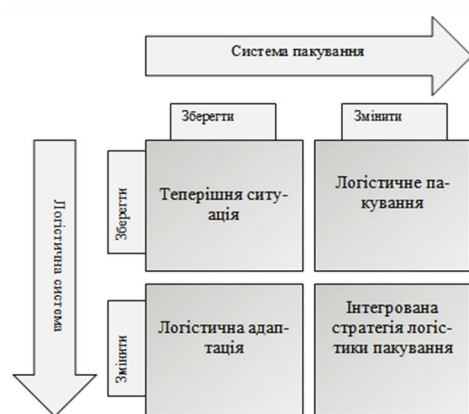 Система пакування
Зберегти
Змінити
Логістична система
Зберегти
Теперішня ситу-
ація
Логістичне па-
кування
Змінити
Логістична адап-
тація
Інтегрована
стратегія логіс-
тики пакування